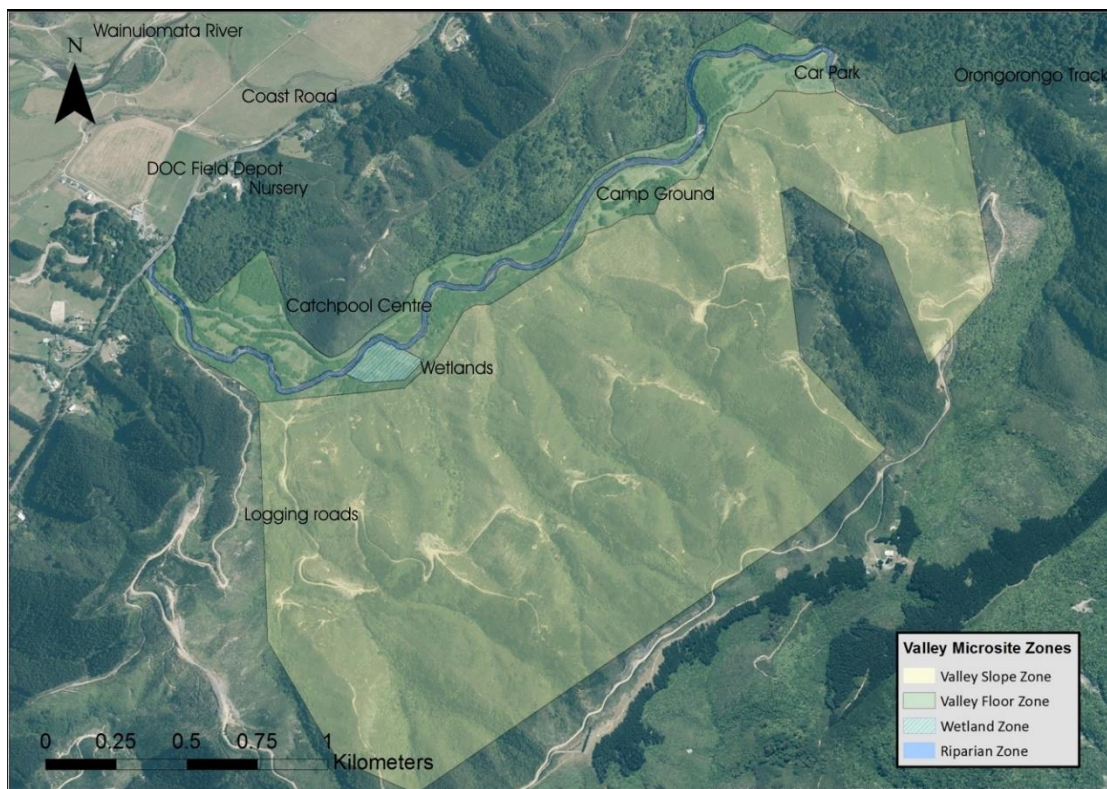 Wainuiomata River
N
Coast Road
Car Park
Orongorongo Track
DOC Field Depot
Nursery
Camp Ground
Catchpool Centre
Wetlands
Logging roads
Valley Microsite Zones
Valley Slope Zone
Valley Floor Zone
Wetland Zone
Riparian Zone
0 0.25 0.5 0.75 1
Kilometers